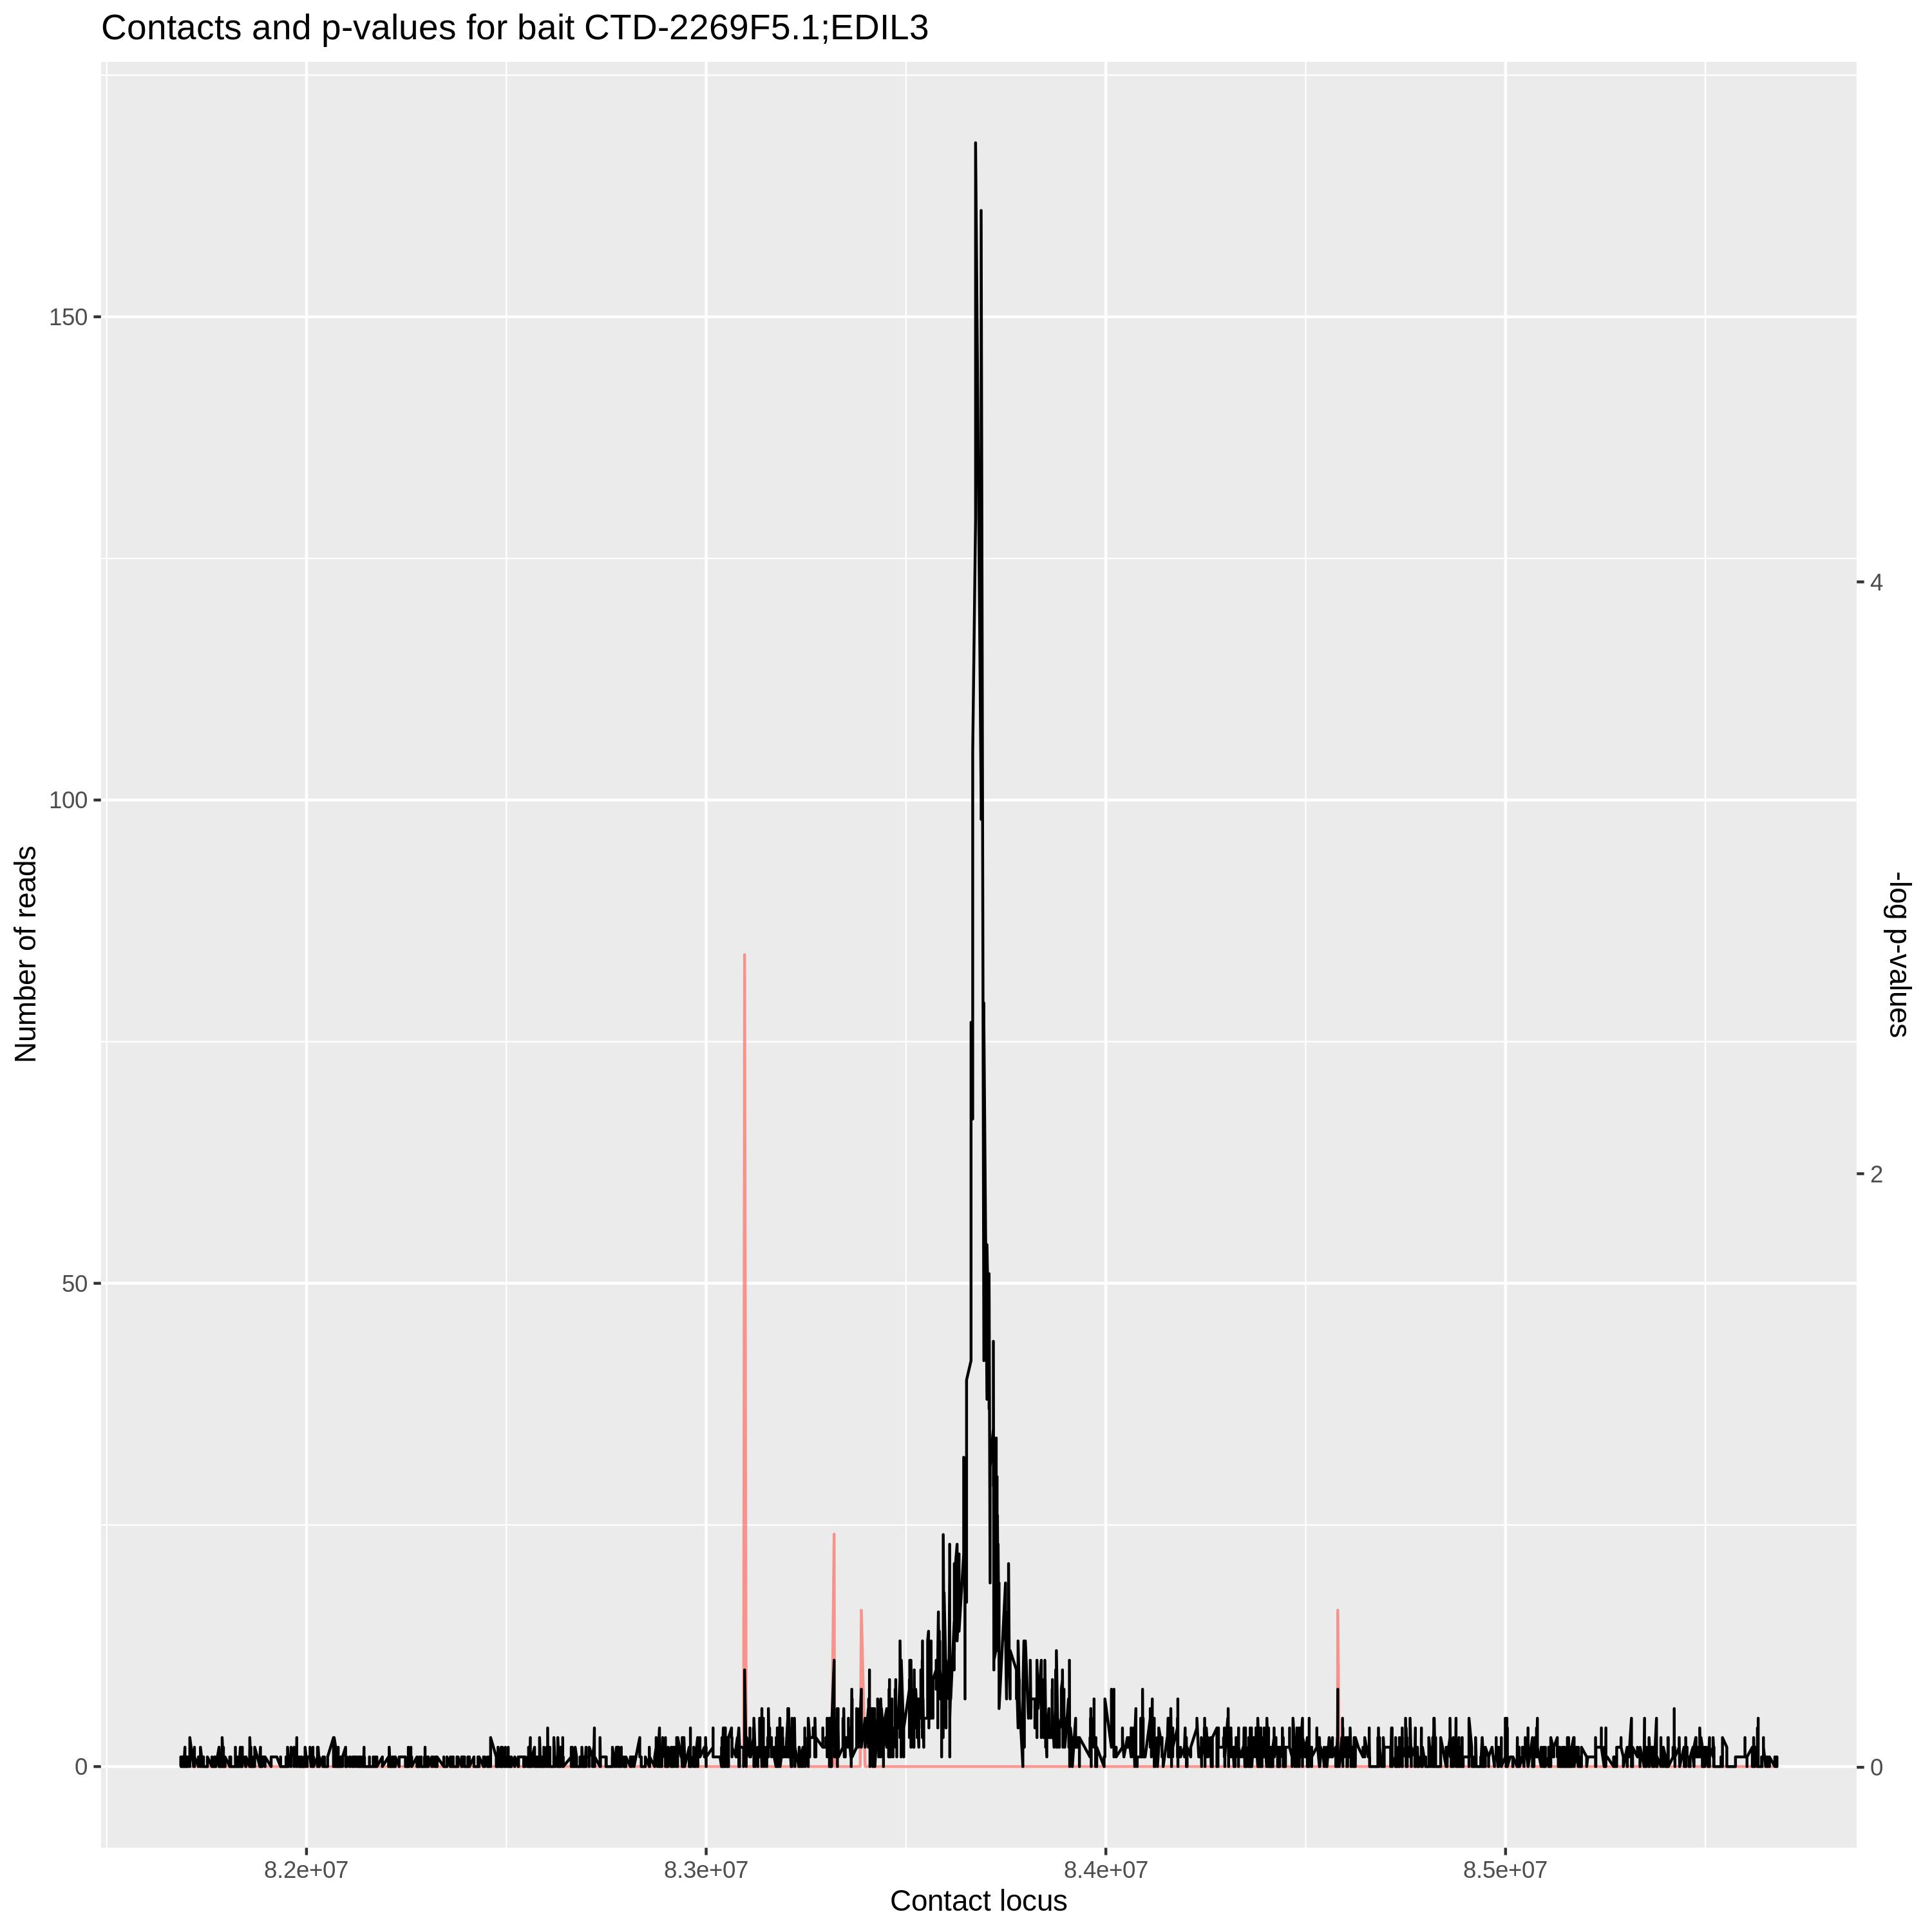 Contacts and p-values for bait CTD-2269F5.1;EDIL3
150
100
50
0
Number of reads
4
2
0
-log p-values
8.2e+07
8.3e+07
8.4e+07
8.5e+07
Contact locus